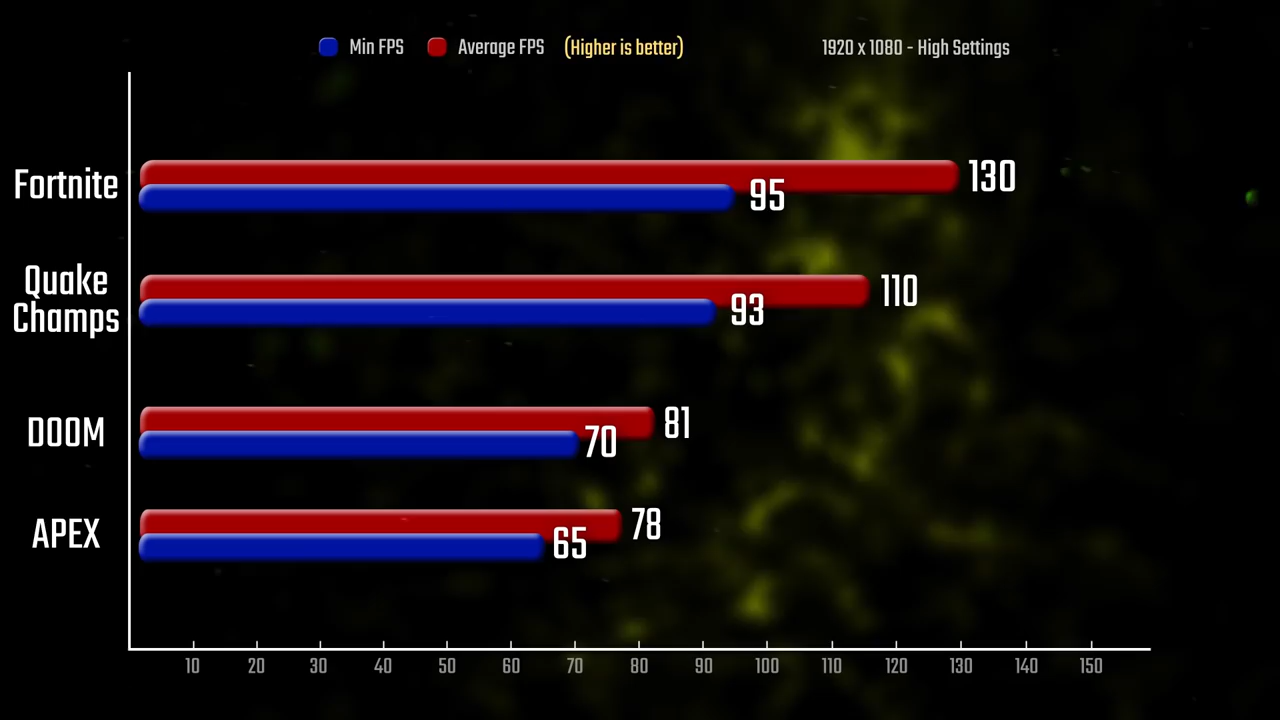 Min FPS Average FPS (Higher is better) 1920 x 1080 - High Settings
Fortnite 130
95
Quake
Champs 110
93
DOOM 81
70
APEX 78
65
10 20 30 40 50 60 70 80 90 100 110 120 130 140 150